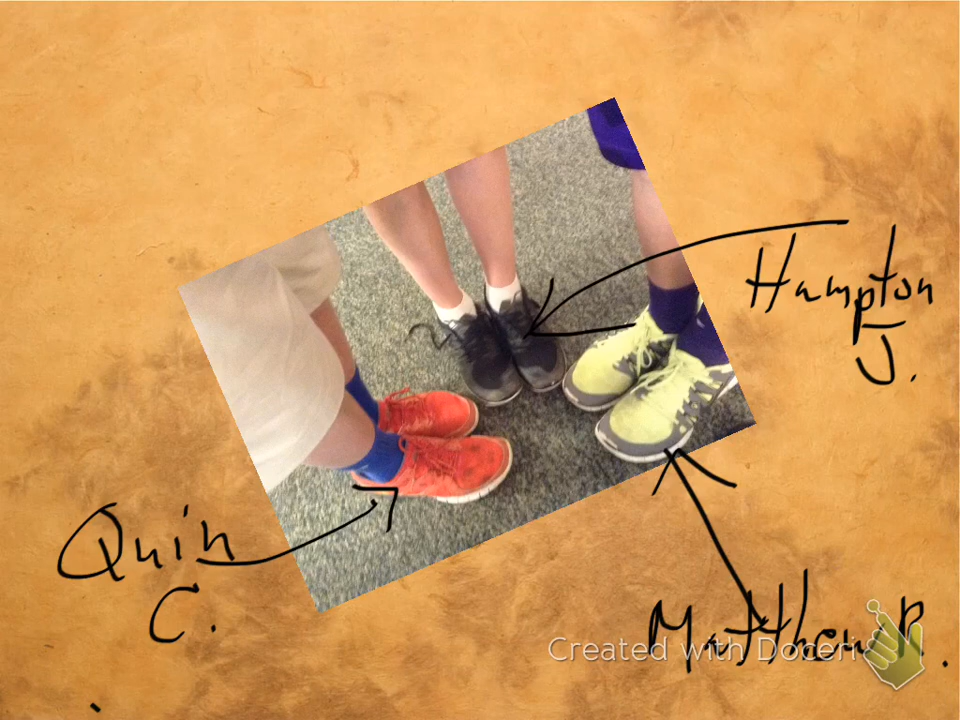 Hampton
J.
Quin
C.
Matthew R.
Created with Doceri